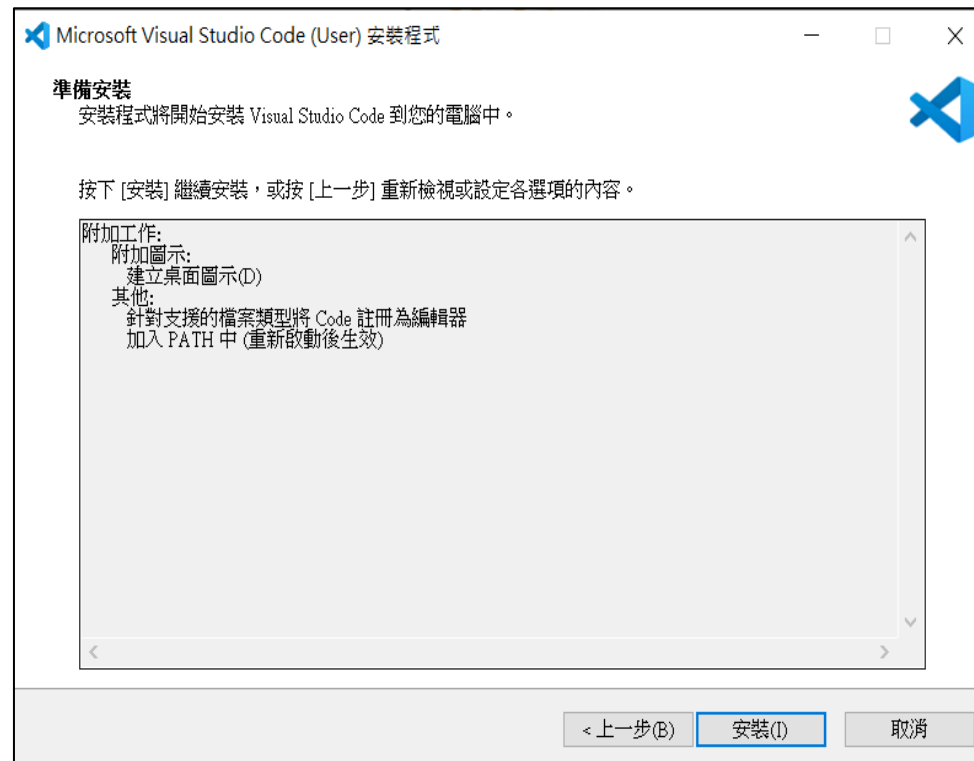 Microsoft Visual Studio Code (User) 安裝程式
準備安裝
安裝程式將開始安裝 Visual Studio Code 到您的電腦中。
按下 [安裝] 繼續安裝，或按 [上一步] 重新檢視或設定各選項的內容。
附加工作:
附加圖示:
建立桌面圖示(D)
其他:
針對支援的檔案類型將 Code 註冊為編輯器
加入 PATH 中 (重新啟動後生效)
< 上一步(B) 安裝(I) 取消